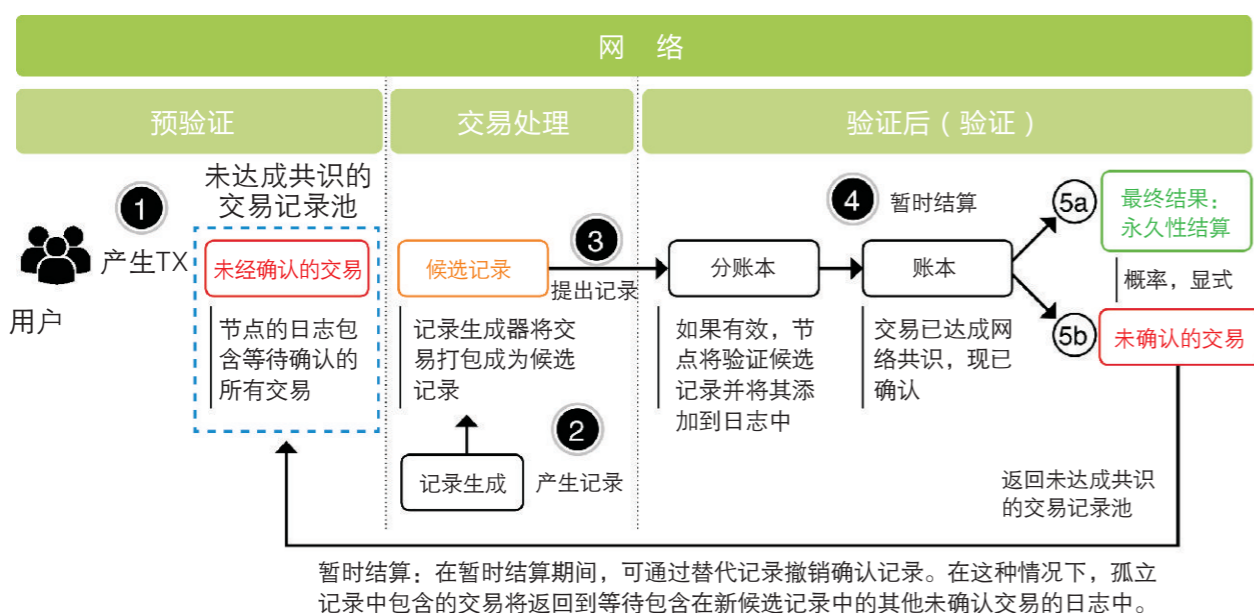 网 络
预验证
交易处理
验证后（验证）
未达成共识的
交易记录池
1
产生TX
用户
未经确认的交易
节点的日志包
含等待确认的
所有交易
候选记录
3
提出记录
记录生成器将交
易打包成为候选
记录
2
记录生成
产生记录
4
暂时结算
分账本
如果有效，节
点将验证候选
记录并将其添
加到日志中
账本
交易已达成网
络共识，现已
确认
5a
最终结果：
永久性结算
概率，显式
5b
未确认的交易
返回未达成共识
的交易记录池
暂时结算：在暂时结算期间，可通过替代记录撤销确认记录。在这种情况下，孤立
记录中包含的交易将返回到等待包含在新候选记录中的其他未确认交易的日志中。